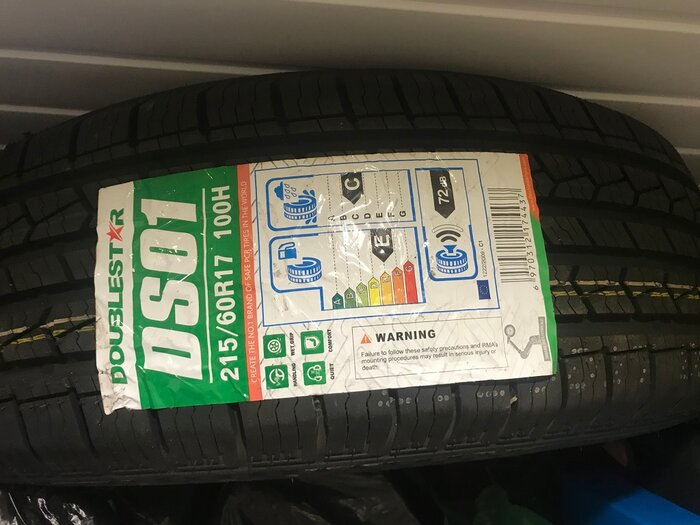 DOUBLESTAR
DS01
215/60R17 100H
CREATE THE NO.1 BRAND OF SAFE PCR TIRES IN THE WORLD
A
B
C
D
E
F
G
C
E
A
B
C
D
E
F
G
72 dB
HANDLING
WET GRIP
QUIET
COMFORT
WARNING
Failure to follow these safety precautions and RMA's
mounting procedures may result in serious injury or
death.